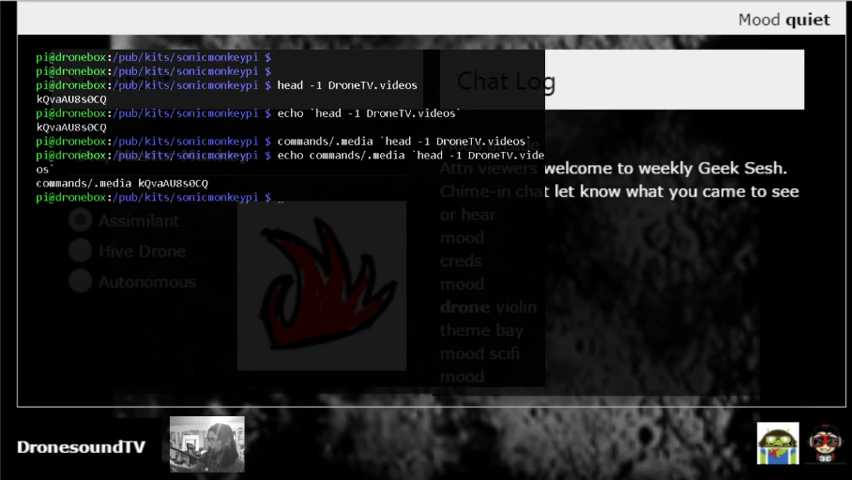 Mood quiet
pi@dronebox:/pub/kits/sonicmonkeypi $
pi@dronebox:/pub/kits/sonicmonkeypi $
pi@dronebox:/pub/kits/sonicmonkeypi $ head -1 DroneTV.videos
kQvaAU8s0CQ
pi@dronebox:/pub/kits/sonicmonkeypi $ echo `head -1 DroneTV.videos`
kQvaAU8s0CQ
pi@dronebox:/pub/kits/sonicmonkeypi $ commands/.media `head -1 DroneTV.videos`
pi@dronebox:/pub/kits/sonicmonkeypi $ echo commands/.media `head -1 DroneTV.vide
os`
commands/.media kQvaAU8s0CQ
pi@dronebox:/pub/kits/sonicmonkeypi $
Assimilant
Hive Drone
Autonomous
Chat Log
Attn viewers welcome to weekly Geek Sesh.
Chime-in chat let know what you came to see
or hear
mood
creds
mood
drone violin
theme bay
mood scifi
mood
DronesoundTV